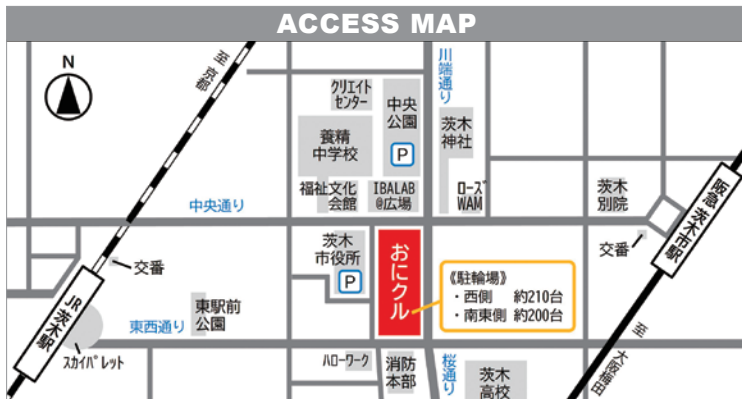 ACCESS MAP
N
至 京都
川端通り
クリエイト
センター
中央
公園
P
養精
中学校
茨木
神社
福祉文化
会館
IBALAB
@広場
ローズ
WAM
茨木
別院
阪急 茨木市駅
中央通り
交番
茨木
市役所
P
おにクル
《駐輪場》
・西側 約210台
・南東側 約200台
交番
JR 茨木駅
東駅前
公園
東西通り
スカイパレット
ハローワーク
消防
本部
桜通り
茨木
高校
至 大阪梅田